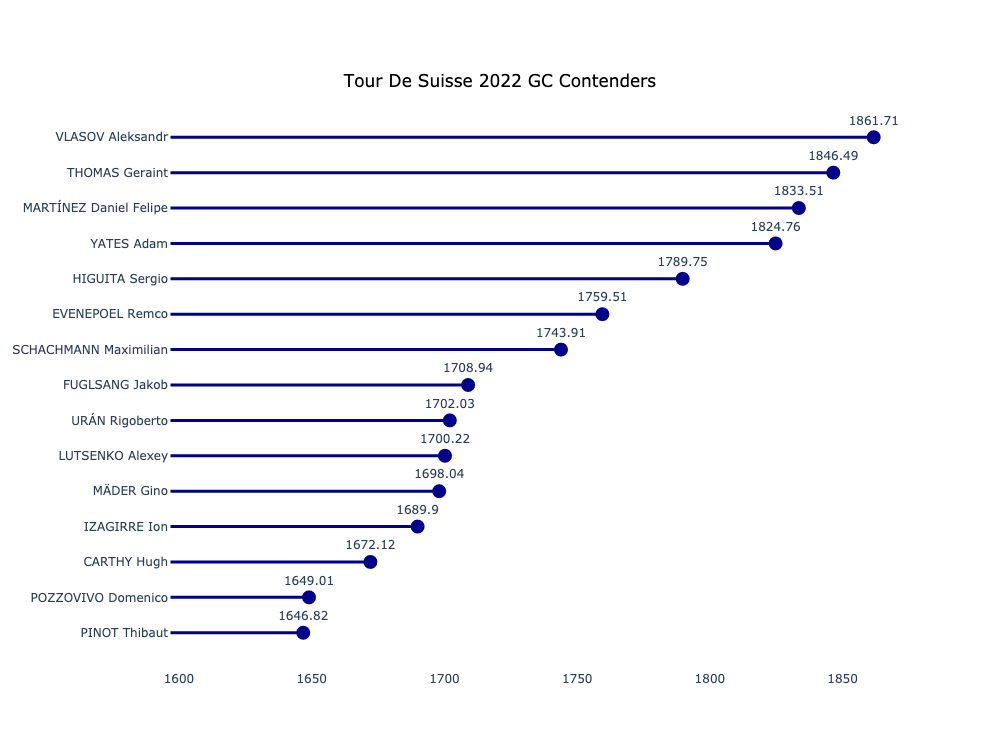 Tour De Suisse 2022 GC Contenders
VLASOV Aleksandr 1861.71
THOMAS Geraint 1846.49
MARTÍNEZ Daniel Felipe 1833.51
YATES Adam 1824.76
HIGUITA Sergio 1789.75
EVENEPOEL Remco 1759.51
SCHACHMANN Maximilian 1743.91
FUGLSANG Jakob 1708.94
URÁN Rigoberto 1702.03
LUTSENKO Alexey 1700.22
MÄDER Gino 1698.04
IZAGIRRE Ion 1689.9
CARTHY Hugh 1672.12
POZZOVIVO Domenico 1649.01
PINOT Thibaut 1646.82
1600 1650 1700 1750 1800 1850